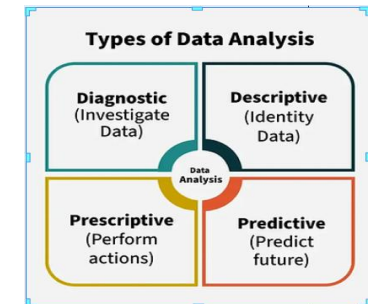 Types of Data Analysis
Diagnostic
(Investigate
Data)
Descriptive
(Identity
Data)
Data
Analysis
Prescriptive
(Perform
actions)
Predictive
(Predict
future)